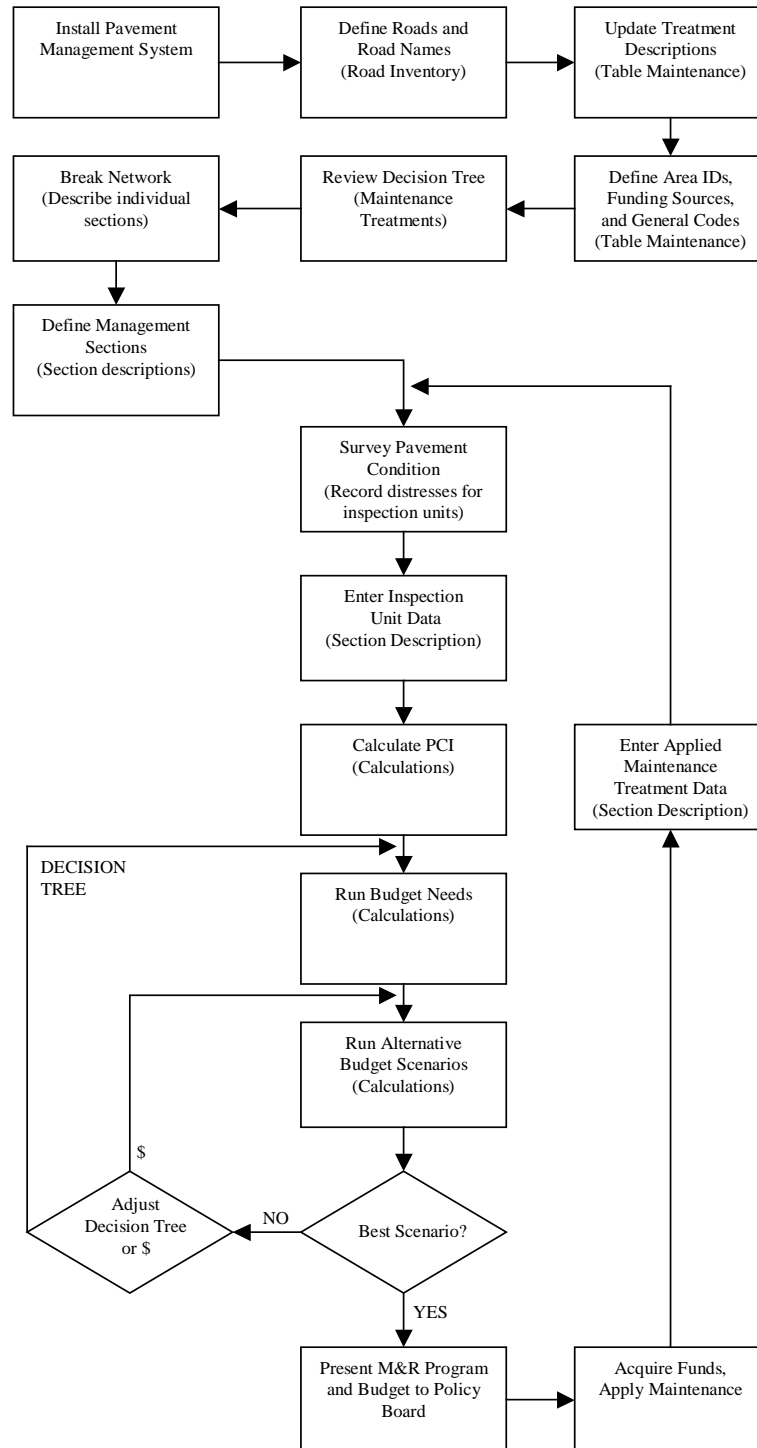 Install Pavement
Management System
Define Roads and
Road Names
(Road Inventory)
Update Treatment
Descriptions
(Table Maintenance)
Break Network
(Describe individual
sections)
Review Decision Tree
(Maintenance
Treatments)
Define Area IDs,
Funding Sources,
and General Codes
(Table Maintenance)
Define Management
Sections
(Section descriptions)
Survey Pavement
Condition
(Record distresses for
inspection units)
Enter Inspection
Unit Data
(Section Description)
Calculate PCI
(Calculations)
Enter Applied
Maintenance
Treatment Data
(Section Description)
DECISION
TREE
Run Budget Needs
(Calculations)
Run Alternative
Budget Scenarios
(Calculations)
$
Adjust
Decision Tree
or $
NO
Best Scenario?
YES
Present M&R Program
and Budget to Policy
Board
Acquire Funds,
Apply Maintenance